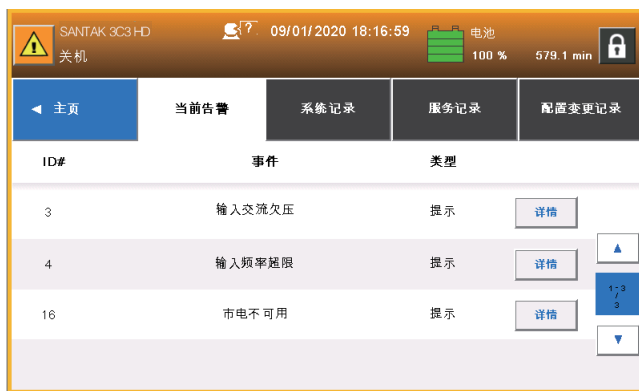 SANTAK 3C3 HD
关机
?
09/01/2020 18:16:59
电池
100 %
579.1 min
◄ 主页
当前告警
系统记录
服务记录
配置变更记录
ID#
事件
类型
3
输入交流欠压
提示
详情
4
输入频率超限
提示
详情
16
市电不可用
提示
详情
▲
1 - 3
/
3
▼